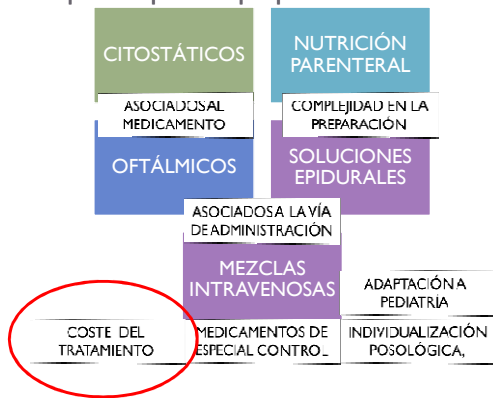 CITOSTÁTICOS
NUTRICIÓN
PARENTERAL
ASOCIADOS AL
MEDICAMENTO
COMPLEJIDAD EN LA
PREPARACIÓN
OFTÁLMICOS
SOLUCIONES
EPIDURALES
ASOCIADOS A LA VÍA
DE ADMINISTRACIÓN
MEZCLAS
INTRAVENOSAS
ADAPTACIÓN A
PEDIATRIA
COSTE DEL
TRATAMIENTO
MEDICAMENTOS DE
ESPECIAL CONTROL
INDIVIDUALIZACIÓN
POSOLÓGICA,